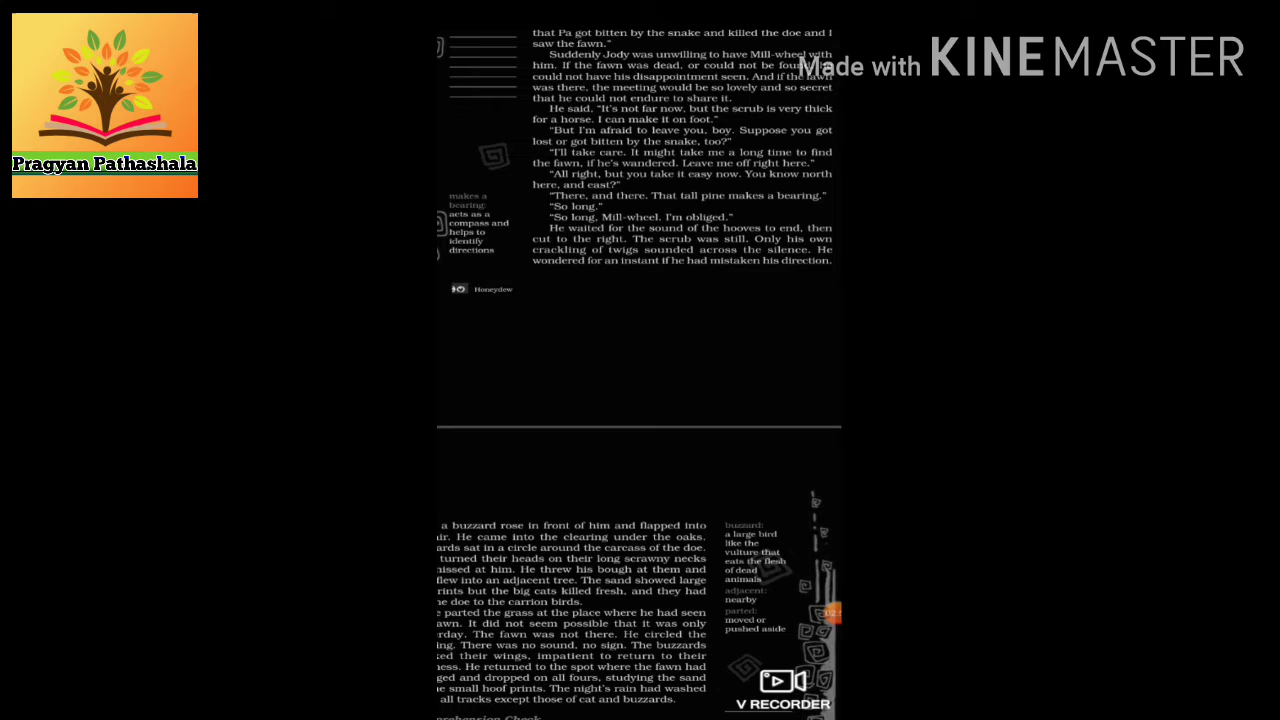 that Pa got bitten by the snake and killed the doe and I
saw the fawn."
Suddenly Jody was unwilling to have Mill-wheel with
him. If the fawn was dead, or could not be
could not have his disappointment seen. And if the fawn
was there, the meeting would be so lovely and so secret
that he could not endure to share it.
He said, "It's not far now, but the scrub is very thick
for a horse. I can make it on foot."
"But I'm afraid to leave you, boy. Suppose you got
lost or got bitten by the snake, too?"
"I'll take care. It might take me a long time to find
the fawn, if he's wandered. Leave me off right here."
"All right, but you take it easy now. You know north
here, and east?"
"There, and there. That tall pine makes a bearing."
"So long."
"So long, Mill-wheel. I'm obliged."
He waited for the sound of the hooves to end, then
cut to the right. The scrub was still. Only his own
crackling of twigs sounded across the silence. He
wondered for an instant if he had mistaken his direction.
makes a
bearing:
acts as a
compass and
helps to
identify
directions
Honeydew
Made with KINEMASTER
Pragyan Pathashala
a buzzard rose in front of him and flapped into
ir. He came into the clearing under the oaks.
ards sat in a circle around the carcass of the doe.
turned their heads on their long scrawny necks
issed at him. He threw his bough at them and
flew into an adjacent tree. The sand showed large
rints but the big cats killed fresh, and they had
e doe to the carrion birds.
e parted the grass at the place where he had seen
awn. It did not seem possible that it was only
rday. The fawn was not there. He circled the
ing. There was no sound, no sign. The buzzards
ked their wings, impatient to return to their
ness. He returned to the spot where the fawn had
ged and dropped on all fours, studying the sand
e small hoof prints. The night's rain had washed
all tracks except those of cat and buzzards.
rehension Check
buzzard:
a large bird
like the
vulture that
eats the flesh
of dead
animals
adjacent:
nearby
parted:
moved or
pushed aside
V RECORDER